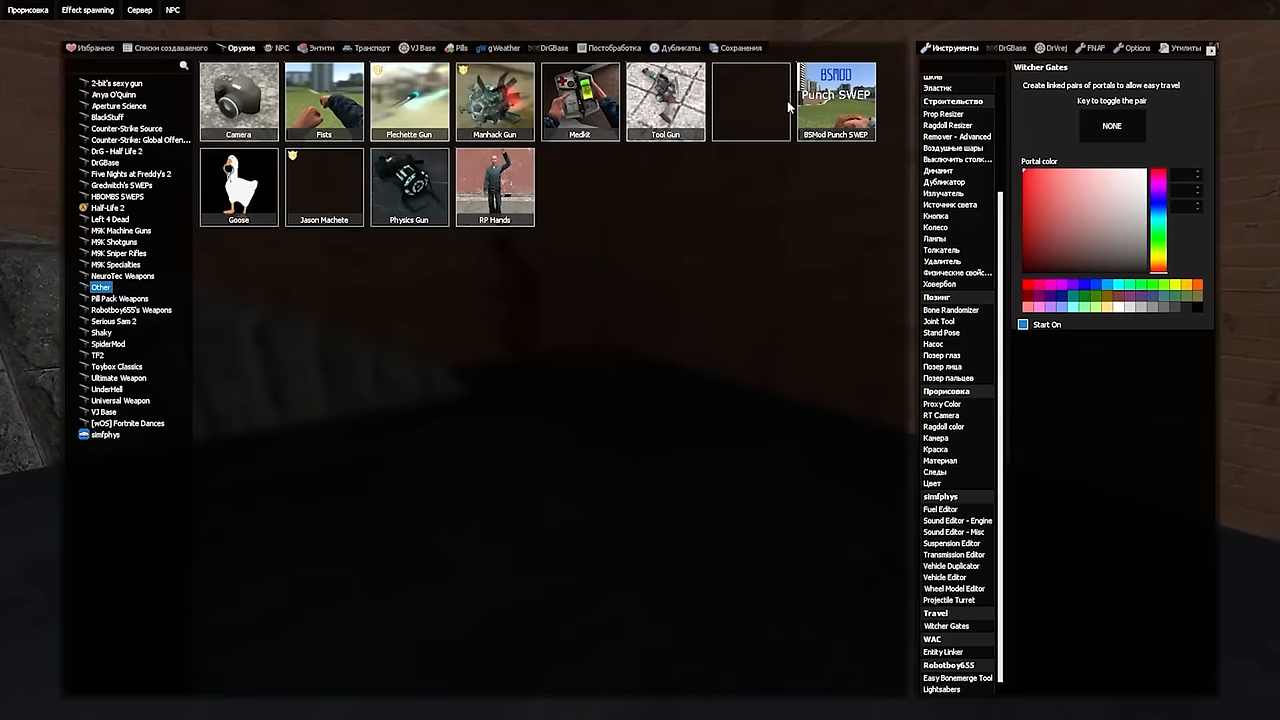 Прорисовка Effect spawning Сервер NPC
Избранное Списки создаваемого Оружие NPC Энтити Транспорт VJ Base Pills gWeather DrGBase Постобработка Дубликаты Сохранения
2-bit's sexy gun
Anya O'Quinn
Aperture Science
BlackStuff
Counter-Strike Source
Counter-Strike: Global Offen...
DrG - Half Life 2
DrGBase
Five Nights at Freddy's 2
Gredwitch's SWEPs
HBOMBS SWEPS
Half-Life 2
Left 4 Dead
M9K Machine Guns
M9K Shotguns
M9K Sniper Rifles
M9K Specialties
NeuroTec Weapons
Other
Pill Pack Weapons
Robotboy655's Weapons
Serious Sam 2
Shaky
SpiderMod
TF2
Toybox Classics
Ultimate Weapon
UnderHell
Universal Weapon
VJ Base
[wOS] Fortnite Dances
simfphys
Camera
Fists
Flechette Gun
Manhack Gun
Medkit
Tool Gun
BSMOD
Punch SWEP
BSMod Punch SWEP
Goose
Jason Machete
Physics Gun
RP Hands
Инструменты DrGBase DrVrej FNAF Options Утилиты
Шкив
Эластик
Строительство
Prop Resizer
Ragdoll Resizer
Remover - Advanced
Воздушные шары
Выключить столк...
Динамит
Дубликатор
Излучатель
Источник света
Кнопка
Колесо
Лампы
Толкатель
Удалитель
Физические свойс...
Ховербол
Позинг
Bone Randomizer
Joint Tool
Stand Pose
Насос
Позер глаз
Позер лица
Позер пальцев
Прорисовка
Proxy Color
RT Camera
Ragdoll color
Камера
Краска
Материал
Следы
Цвет
simfphys
Fuel Editor
Sound Editor - Engine
Sound Editor - Misc
Suspension Editor
Transmission Editor
Vehicle Duplicator
Vehicle Editor
Wheel Model Editor
Projectile Turret
Travel
Witcher Gates
WAC
Entity Linker
Robotboy655
Easy Bonemerge Tool
Lightsabers
Witcher Gates
Create linked pairs of portals to allow easy travel
Key to toggle the pair
NONE
Portal color
Start On